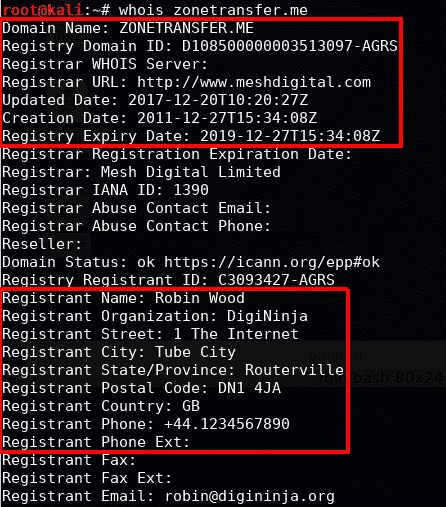 root@kali:~# whois zonetransfer.me
Domain Name: ZONETRANSFER.ME
Registry Domain ID: D108500000003513097-AGRS
Registrar WHOIS Server:
Registrar URL: http://www.meshdigital.com
Updated Date: 2017-12-20T10:20:27Z
Creation Date: 2011-12-27T15:34:08Z
Registry Expiry Date: 2019-12-27T15:34:08Z
Registrar Registration Expiration Date:
Registrar: Mesh Digital Limited
Registrar IANA ID: 1390
Registrar Abuse Contact Email:
Registrar Abuse Contact Phone:
Reseller:
Domain Status: ok https://icann.org/epp#ok
Registry Registrant ID: C3093427-AGRS
Registrant Name: Robin Wood
Registrant Organization: DigiNinja
Registrant Street: 1 The Internet
Registrant City: Tube City
/bin/bash
Registrant State/Province: Routerville
/bin/bash 80x24
Registrant Postal Code: DN1 4JA
Registrant Country: GB
Registrant Phone: +44.1234567890
Registrant Phone Ext:
Registrant Fax:
Registrant Fax Ext:
Registrant Email: robin@digininja.org